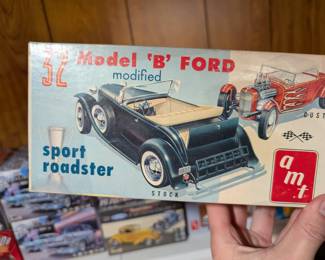 32
Model 'B' FORD
modified
sport
roadster
STOCK
amt